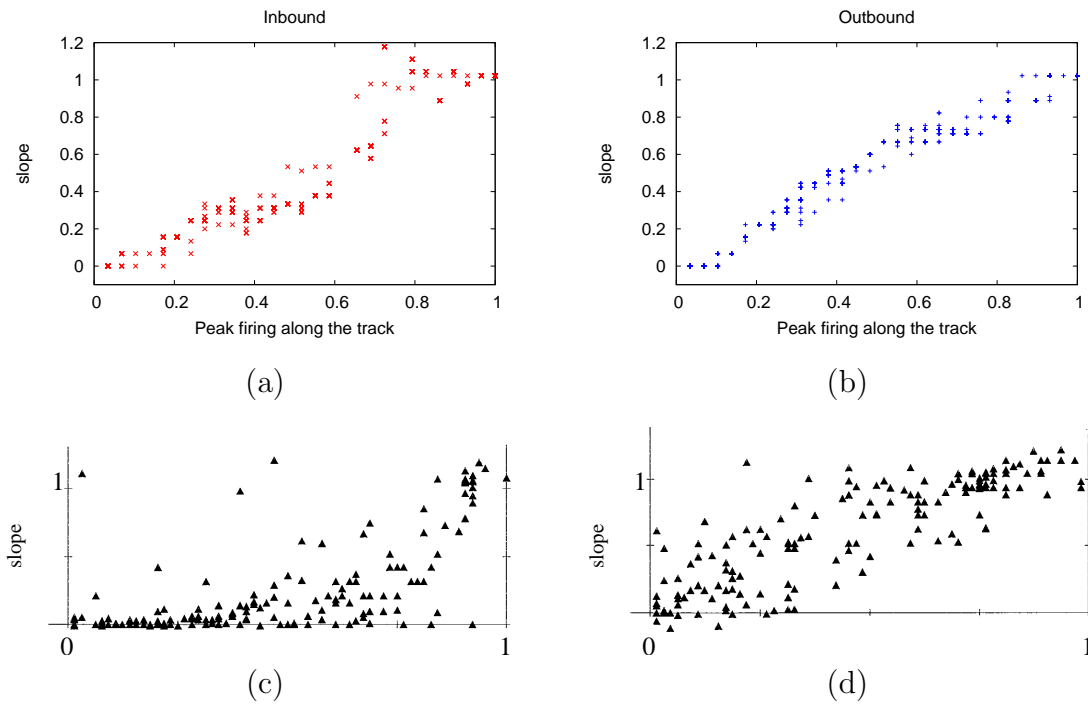 Inbound
1.2
1
0.8
0.6
0.4
0.2
0
slope
0 0.2 0.4 0.6 0.8 1
Peak firing along the track
(a)
Outbound
1.2
1
0.8
0.6
0.4
0.2
0
slope
0 0.2 0.4 0.6 0.8 1
Peak firing along the track
(b)
1
slope
0 1
(c)
1
slope
0 1
(d)